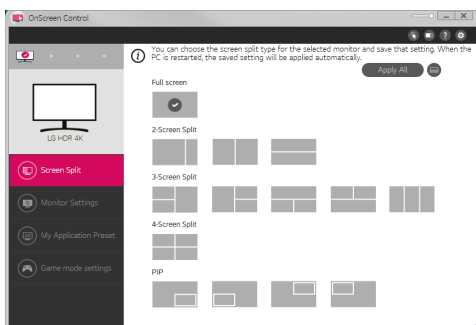 OnScreen Control
You can choose the screen split type for the selected monitor and save that setting. When the
PC is restarted, the saved setting will be applied automatically.
Apply All
LG HDR 4K
Screen Split
Monitor Settings
My Application Preset
Game mode settings
Full screen
2-Screen Split
3-Screen Split
4-Screen Split
PIP